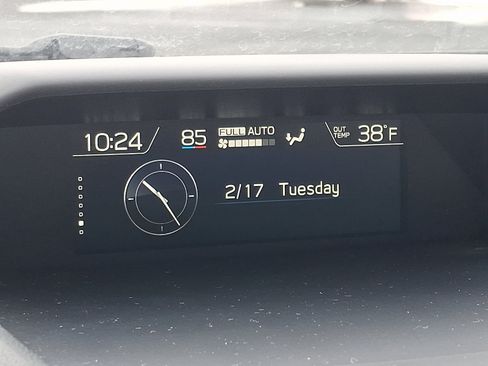 10:24 85 FULL AUTO OUT TEMP 38°F
2/17 Tuesday